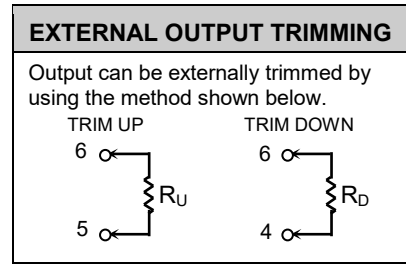 EXTERNAL OUTPUT TRIMMING
Output can be externally trimmed by
using the method shown below.
TRIM UP TRIM DOWN
6 6
RU RD
5 4